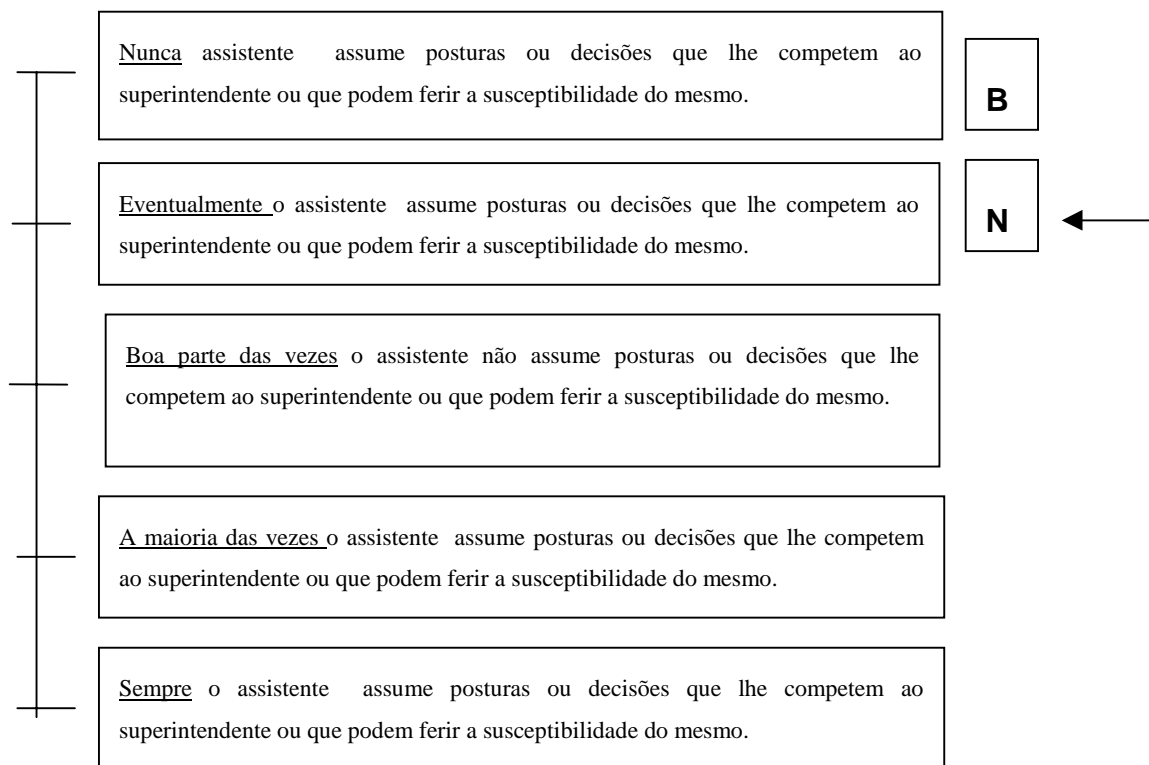 Nunca assistente assume posturas ou decisões que lhe competem ao
superintendente ou que podem ferir a susceptibilidade do mesmo.
B
Eventualmente o assistente assume posturas ou decisões que lhe competem ao
superintendente ou que podem ferir a susceptibilidade do mesmo.
N
Boa parte das vezes o assistente não assume posturas ou decisões que lhe
competem ao superintendente ou que podem ferir a susceptibilidade do mesmo.
A maioria das vezes o assistente assume posturas ou decisões que lhe competem
ao superintendente ou que podem ferir a susceptibilidade do mesmo.
Sempre o assistente assume posturas ou decisões que lhe competem ao
superintendente ou que podem ferir a susceptibilidade do mesmo.